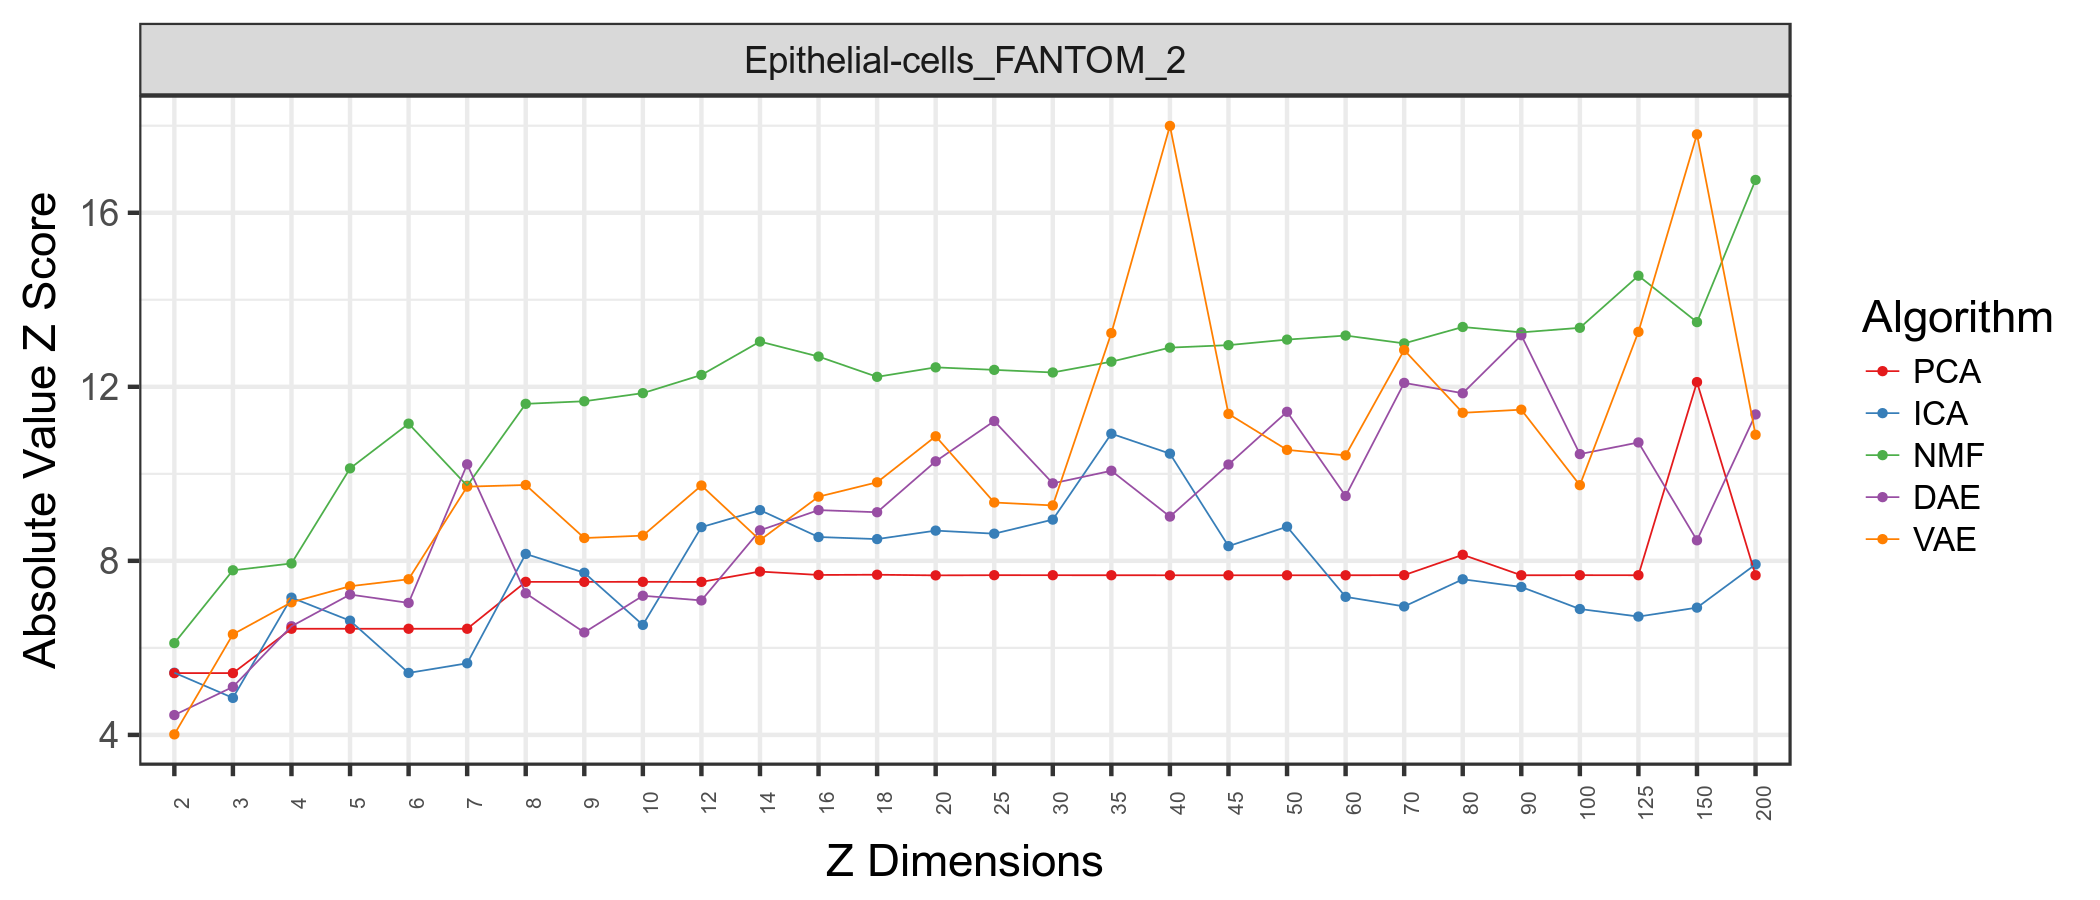 Epithelial-cells_FANTOM_2
Absolute Value Z Score
16
12
8
4
2 3 4 5 6 7 8 9 10 12 14 16 18 20 25 30 35 40 45 50 60 70 80 90 100 125 150 200
Z Dimensions
Algorithm
PCA
ICA
NMF
DAE
VAE